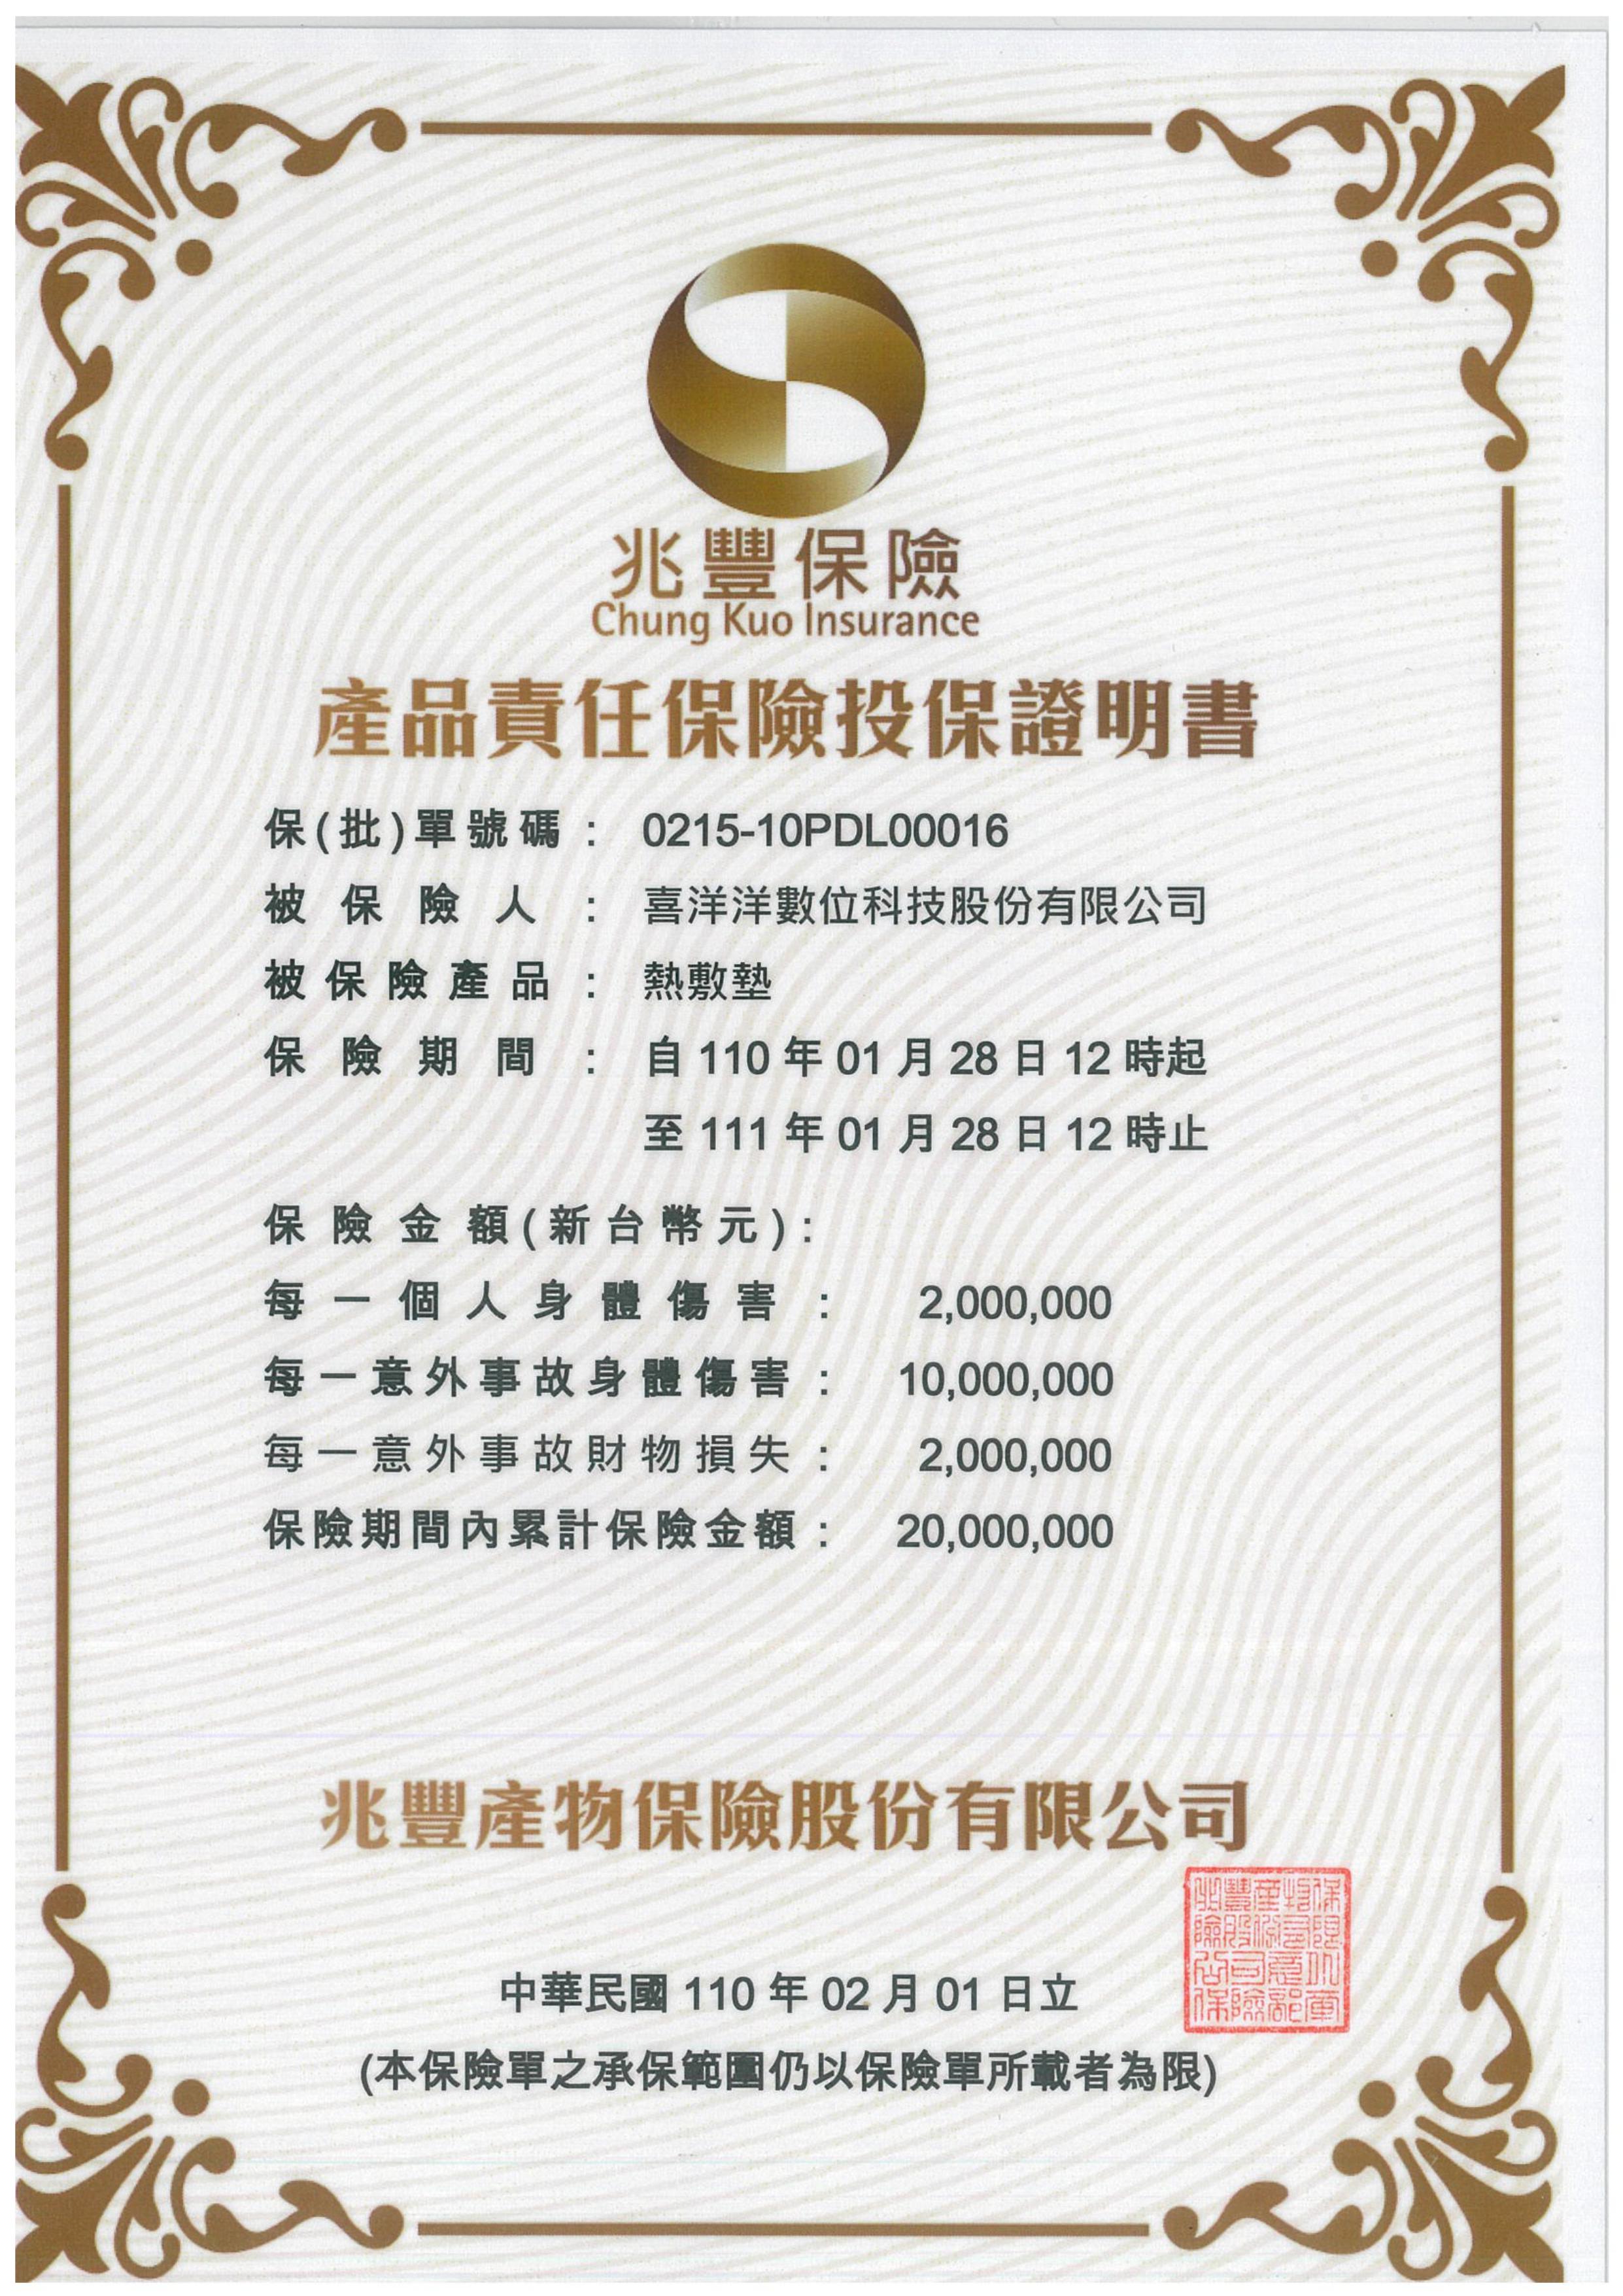 兆豐保險
Chung Kuo Insurance
產品責任保險投保證明書
保(批)單號碼： 0215-10PDL00016
被保險人： 喜洋洋數位科技股份有限公司
被保險產品： 熱敷墊
保險期間： 自 110 年 01 月 28 日 12 時起
至 111 年 01 月 28 日 12 時止
保險金額(新台幣元)：
每一個人身體傷害： 2,000,000
每一意外事故身體傷害： 10,000,000
每一意外事故財物損失： 2,000,000
保險期間內累計保險金額： 20,000,000
兆豐產物保險股份有限公司
中華民國 110 年 02 月 01 日立
(本保險單之承保範圍仍以保險單所載者為限)